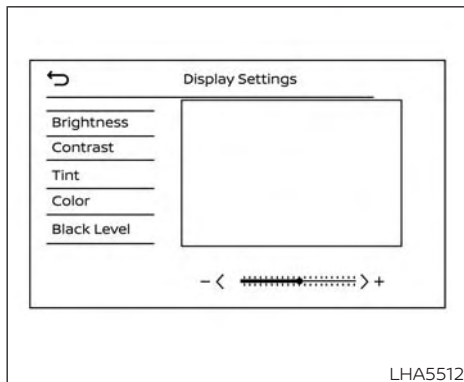 Display Settings
Brightness
Contrast
Tint
Color
Black Level
- < > +
LHA5512